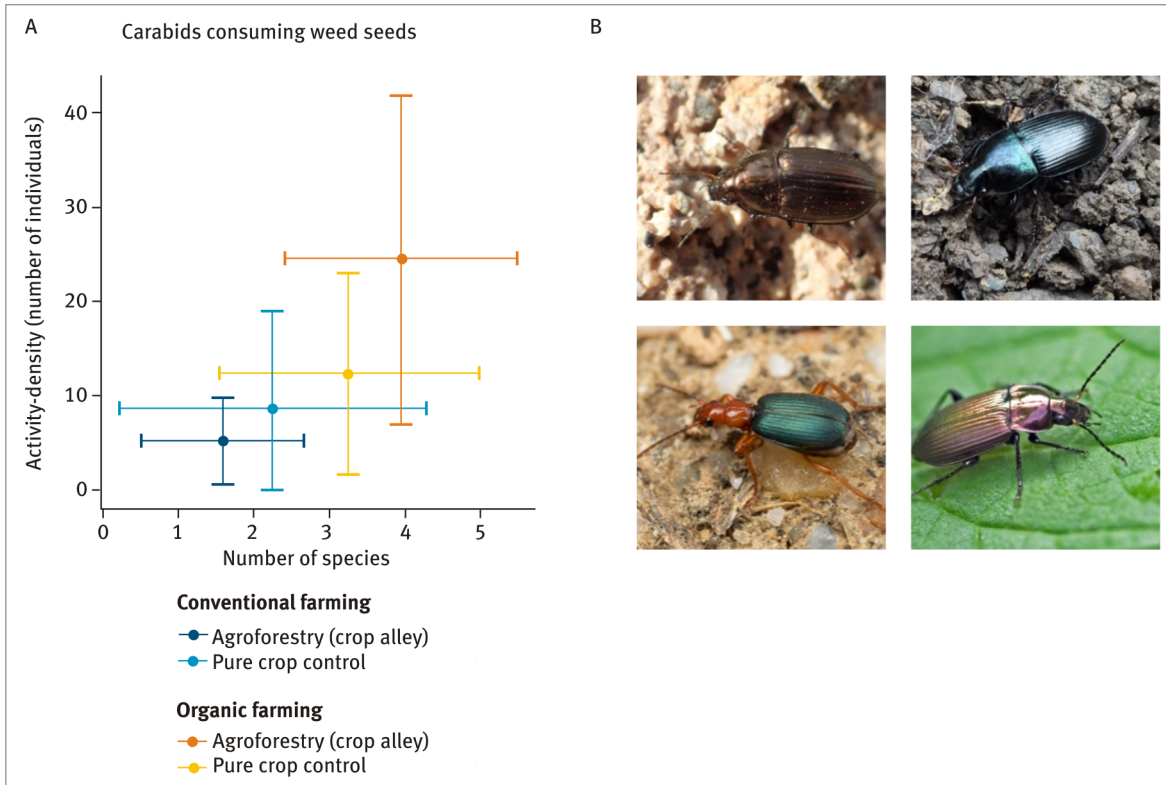 A
Carabids consuming weed seeds
B
Activity-density (number of individuals)
40
30
20
10
0
0 1 2 3 4 5
Number of species
Conventional farming
Agroforestry (crop alley)
Pure crop control
Organic farming
Agroforestry (crop alley)
Pure crop control